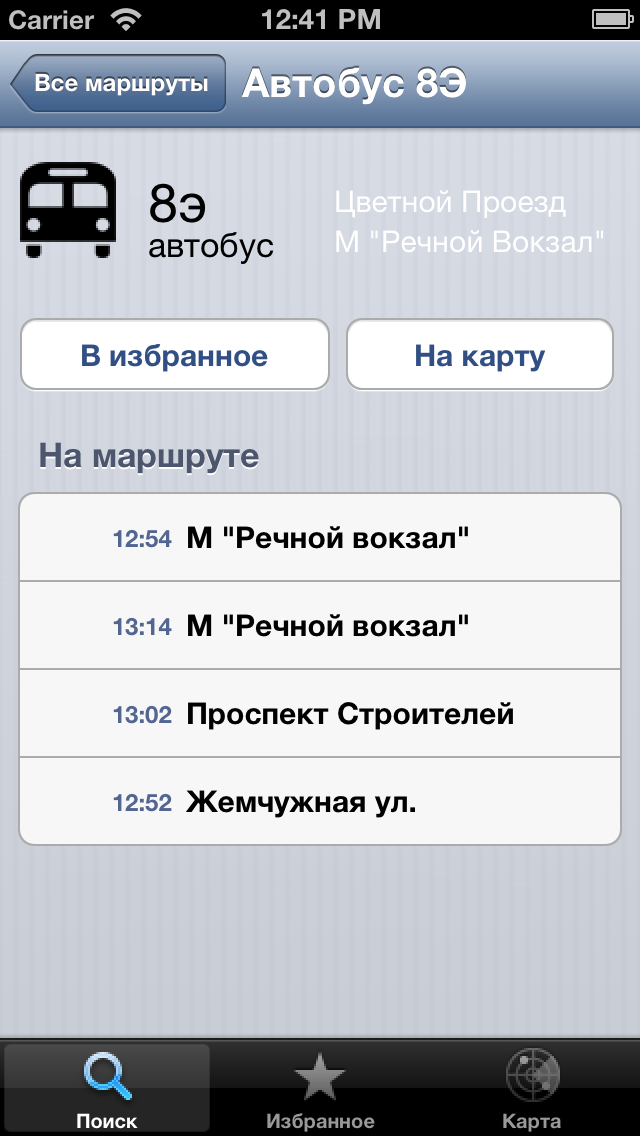 Carrier 12:41 PM
Все маршруты Автобус 8Э
8э
автобус
Цветной Проезд
М "Речной Вокзал"
В избранное На карту
На маршруте
12:54 М "Речной вокзал"
13:14 М "Речной вокзал"
13:02 Проспект Строителей
12:52 Жемчужная ул.
Поиск Избранное Карта